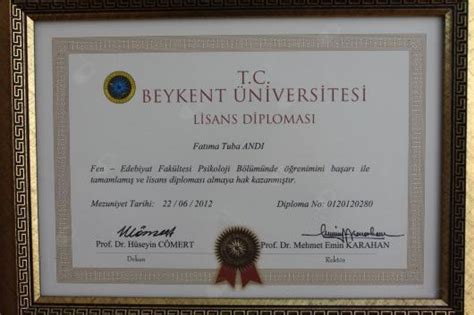 T.C.
BEYKENT ÜNİVERSİTESİ
LİSANS DİPLOMASI
Fatıma Tuba ANDI
Fen – Edebiyat Fakültesi Psikoloji Bölümünde öğrenimini başarı ile
tamamlamış ve lisans diploması almaya hak kazanmıştır.
Mezuniyet Tarihi: 22 / 06 / 2012 Diploma No: 0120120280
Prof. Dr. Hüseyin CÖMERT Prof. Dr. Mehmet Emin KARAHAN
Dekan Rektör